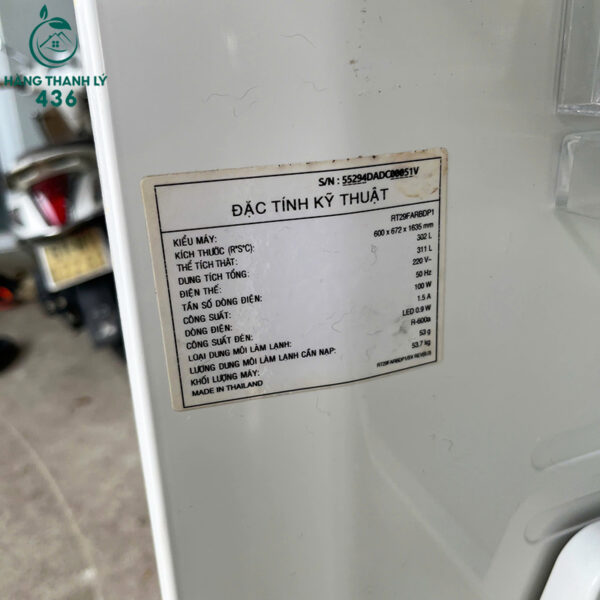 HÀNG THANH LÝ
436
S/N : 55294DADC00051V
ĐẶC TÍNH KỸ THUẬT
KIỂU MÁY: RT29FARBDP1
KÍCH THƯỚC (R*S*C): 600 x 672 x 1635 mm
THỂ TÍCH THẬT: 302 L
DUNG TÍCH TỔNG: 311 L
ĐIỆN THẾ: 220 V~
TẦN SỐ DÒNG ĐIỆN: 50 Hz
CÔNG SUẤT: 100 W
DÒNG ĐIỆN: 1.5 A
CÔNG SUẤT ĐÈN: LED 0.9 W
LOẠI DUNG MÔI LÀM LẠNH: R-600a
LƯỢNG DUNG MÔI LÀM LẠNH CẦN NẠP: 53 g
KHỐI LƯỢNG MÁY: 53.7 kg
MADE IN THAILAND